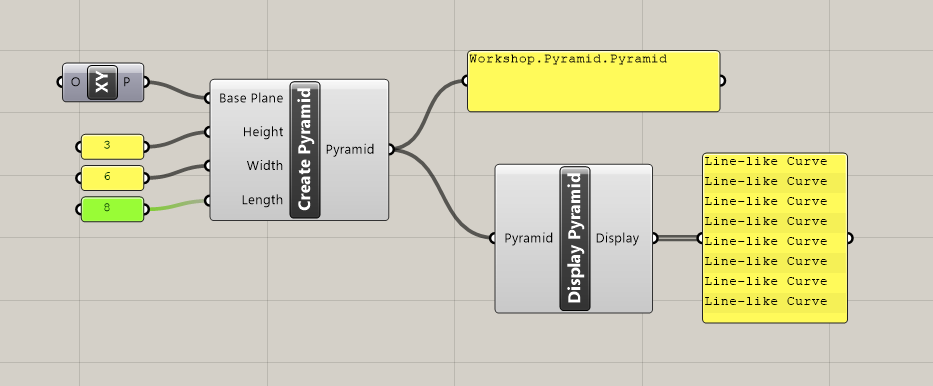 O XY P
3
6
8
Base Plane
Height
Width
Length
Create Pyramid
Pyramid
Workshop.Pyramid.Pyramid
Pyramid
Display Pyramid
Display
Line-like Curve
Line-like Curve
Line-like Curve
Line-like Curve
Line-like Curve
Line-like Curve
Line-like Curve
Line-like Curve